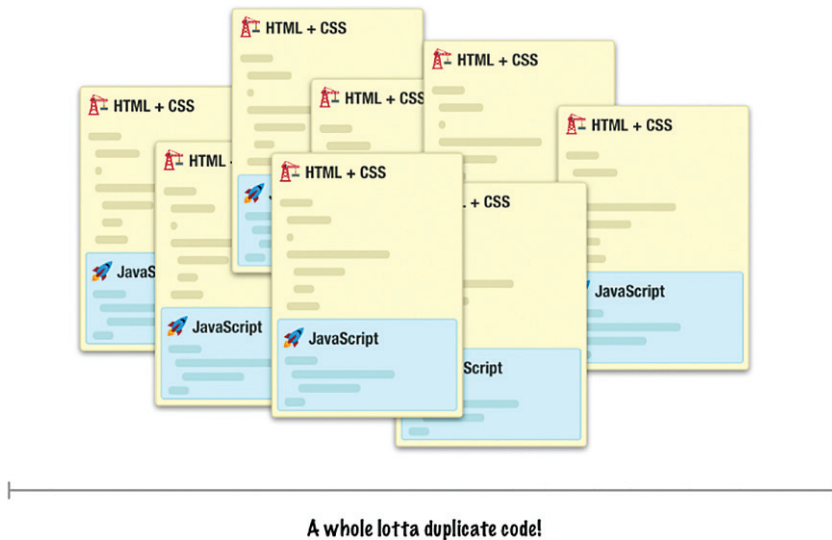 HTML + CSS
HTML + CSS
HTML + CSS
HTML + CSS
HTML + CSS
HTML
HTML + CSS
+ CSS
JavaScript
JavaScript
JavaScript
JavaScript
A whole lotta duplicate code!